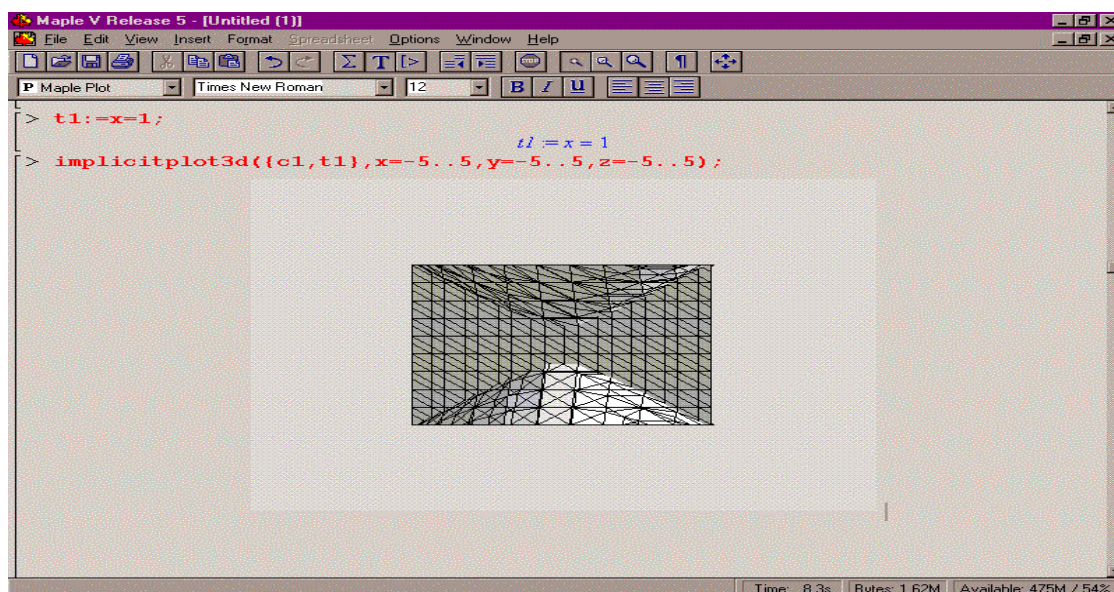 Maple V Release 5 - [Untitled (1)]
File Edit View Insert Format Spreadsheet Options Window Help
Σ T [> STOP ¶
P Maple Plot Times New Roman 12 B I U
> t1:=x=1;
t1 := x = 1
> implicitplot3d({c1,t1},x=-5..5,y=-5..5,z=-5..5);
Time: 8.3s Bytes: 1.62M Available: 475M / 54%